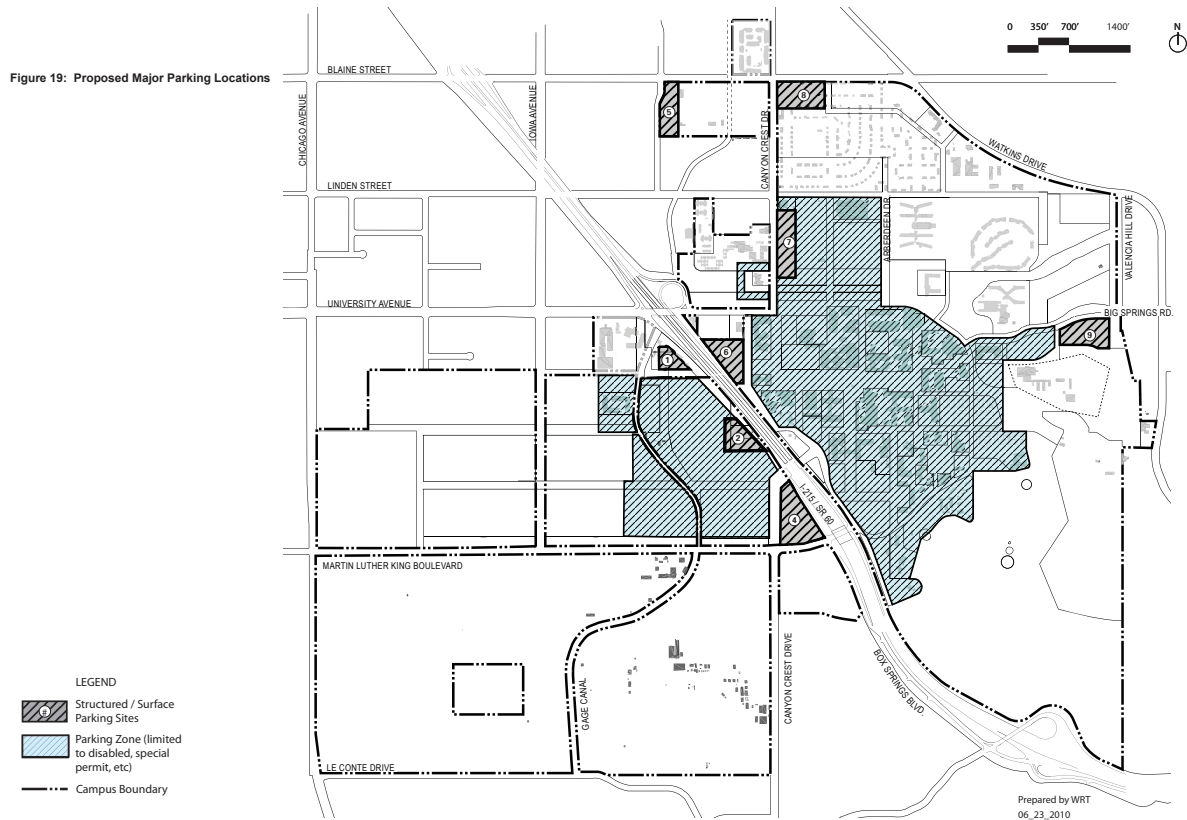 0 350' 700' 1400'
N
Figure 19: Proposed Major Parking Locations
BLAINE STREET
CHICAGO AVENUE
IOWA AVENUE
CANYON CREST DR.
5
8
WATKINS DRIVE
LINDEN STREET
ABERDEEN DR
VALENCIA HILL DRIVE
7
UNIVERSITY AVENUE
BIG SPRINGS RD.
9
1
6
2
I-215 / SR 60
4
MARTIN LUTHER KING BOULEVARD
CANYON CREST DRIVE
BOX SPRINGS BLVD.
GAGE CANAL
LE CONTE DRIVE
LEGEND
#
Structured / Surface
Parking Sites
Parking Zone (limited
to disabled, special
permit, etc)
Campus Boundary
Prepared by WRT
06_23_2010